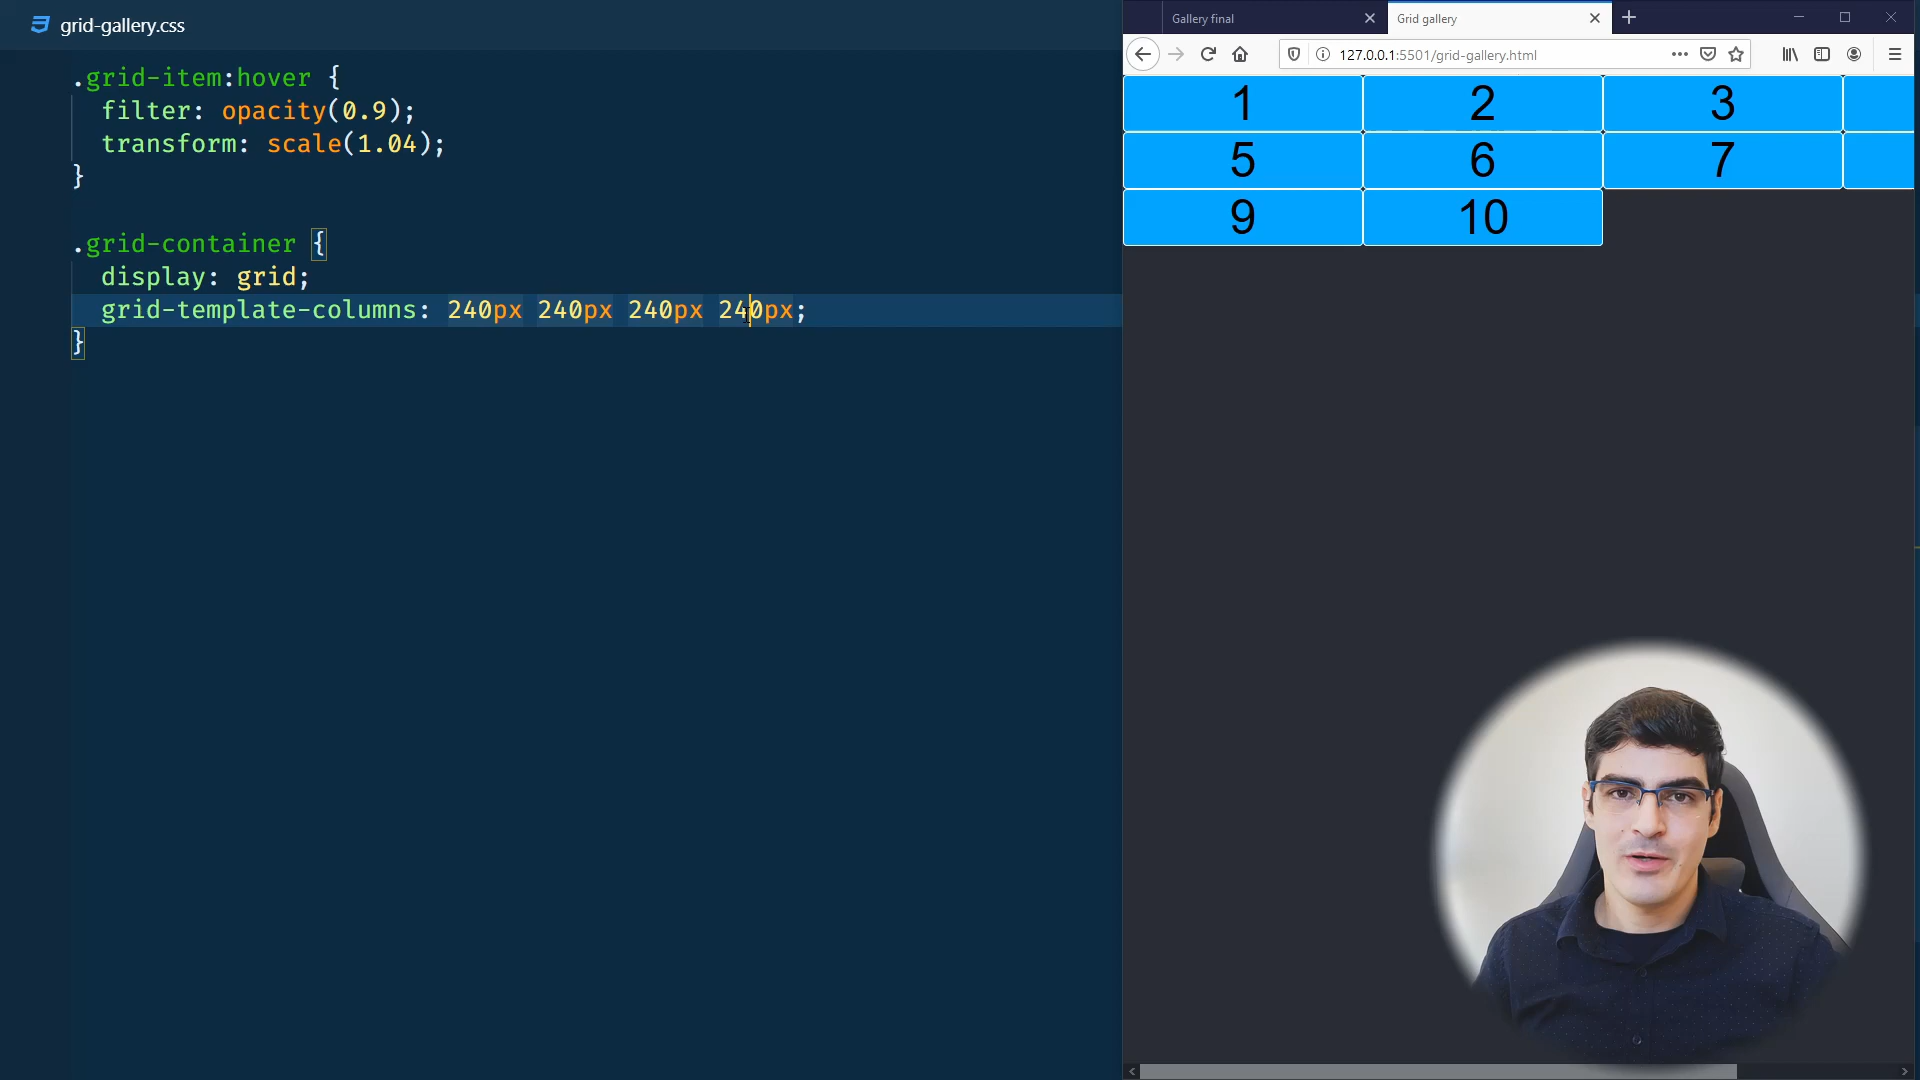 grid-gallery.css
.grid-item:hover {
filter: opacity(0.9);
transform: scale(1.04);
}
.grid-container {
display: grid;
grid-template-columns: 240px 240px 240px 240px;
}
Gallery final
Grid gallery
127.0.0.1:5501/grid-gallery.html
1 2 3
5 6 7
9 10